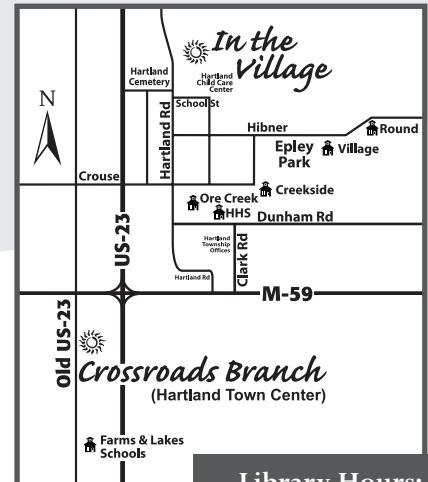 In the
Village
Hartland
Cemetery
Hartland
Child Care
Center
N
Hartland Rd
School St
Hibner
Round
Epley
Park
Village
Crouse
Creekside
Ore Creek
HHS
Dunham Rd
US-23
Hartland
Township
Offices
Clark Rd
Hartland Rd
M-59
Old US-23
Crossroads Branch
(Hartland Town Center)
Farms & Lakes
Schools
Library Hours: